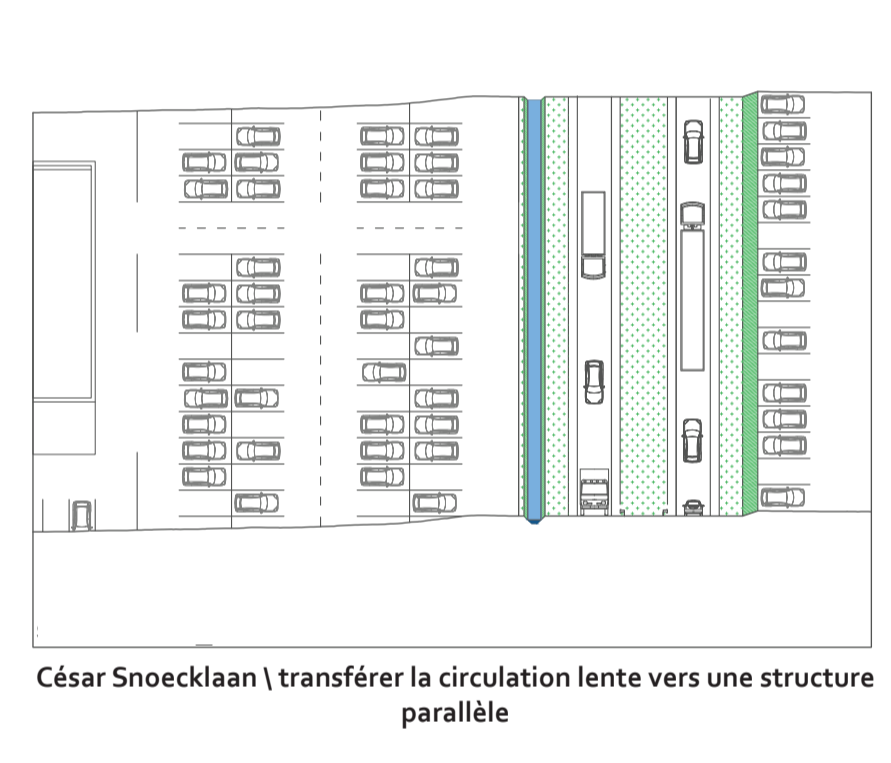 César Snoecklaan \ transférer la circulation lente vers une structure
parallèle